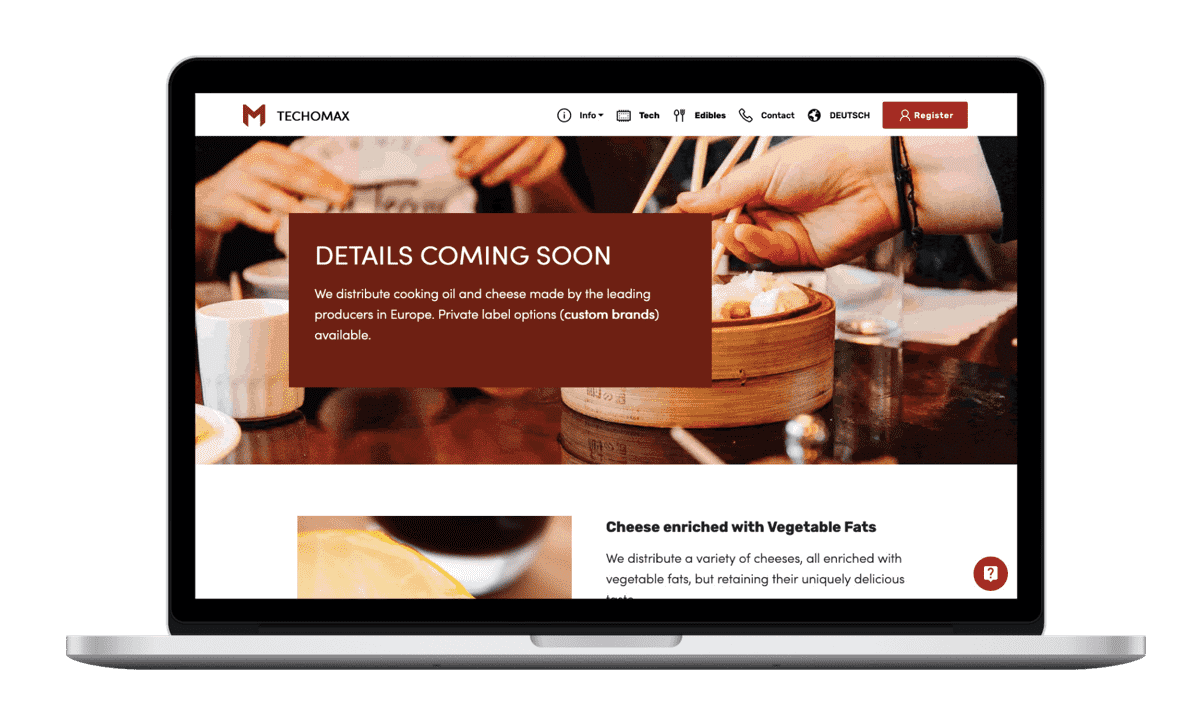 TECHOMAX
Info
Tech
Edibles
Contact
DEUTSCH
Register
DETAILS COMING SOON
We distribute cooking oil and cheese made by the leading
producers in Europe. Private label options (custom brands)
available.
Cheese enriched with Vegetable Fats
We distribute a variety of cheeses, all enriched with
vegetable fats, but retaining their uniquely delicious